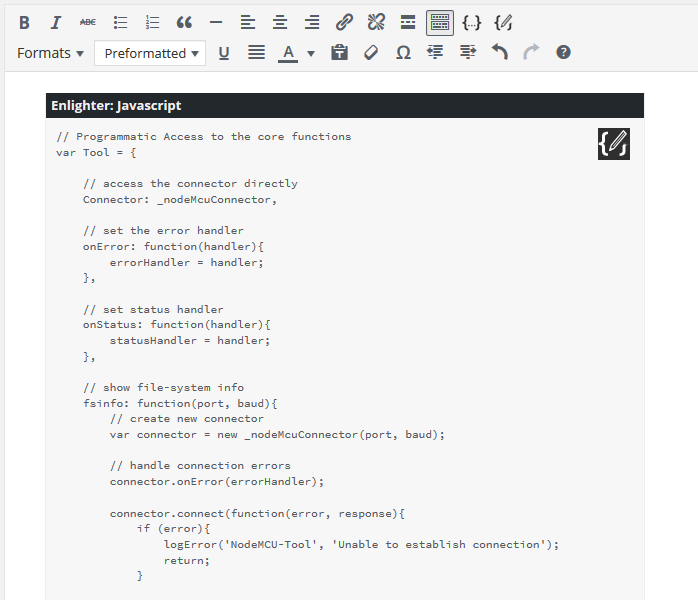 B I ABE
Formats Preformatted U A Ω
Enlighter: Javascript
// Programmatic Access to the core functions
var Tool = {
// access the connector directly
Connector: _nodeMcuConnector,
// set the error handler
onError: function(handler){
errorHandler = handler;
},
// set status handler
onStatus: function(handler){
statusHandler = handler;
},
// show file-system info
fsinfo: function(port, baud){
// create new connector
var connector = new _nodeMcuConnector(port, baud);
// handle connection errors
connector.onError(errorHandler);
connector.connect(function(error, response){
if (error){
logError('NodeMCU-Tool', 'Unable to establish connection');
return;
}